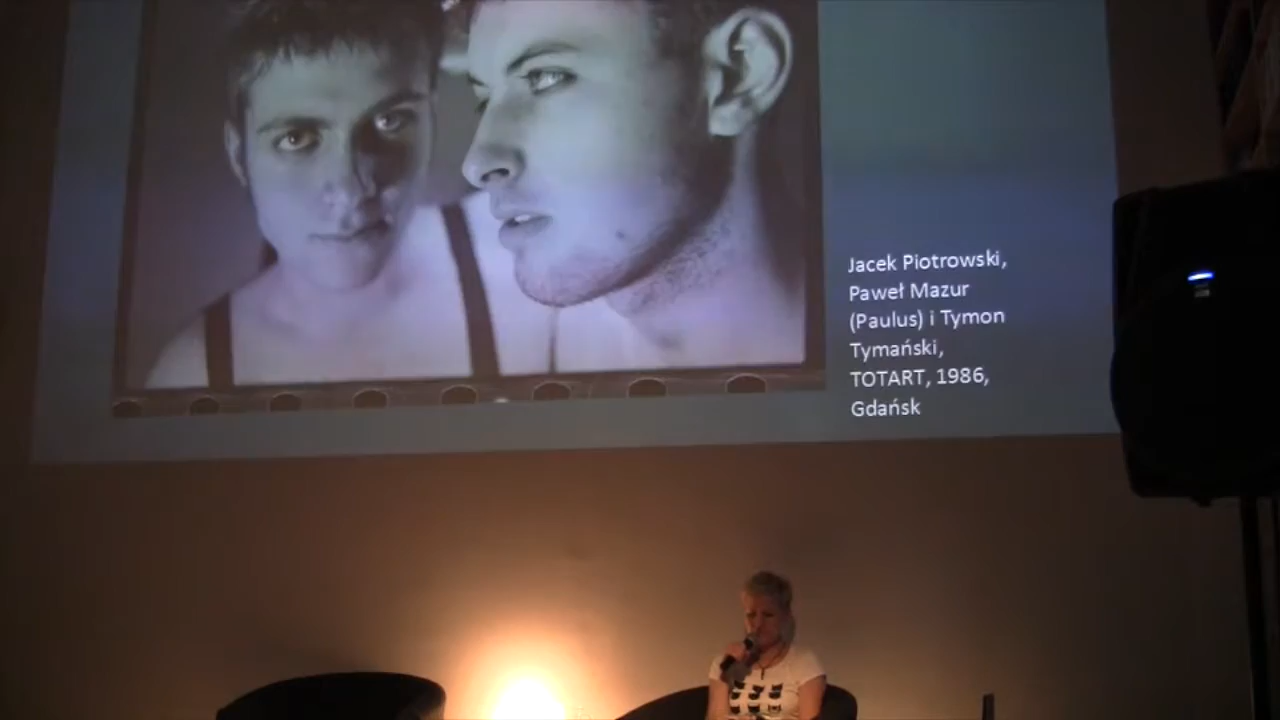 Jacek Piotrowski,
Paweł Mazur
(Paulus) i Tymon
Tymański,
TOTART, 1986,
Gdańsk